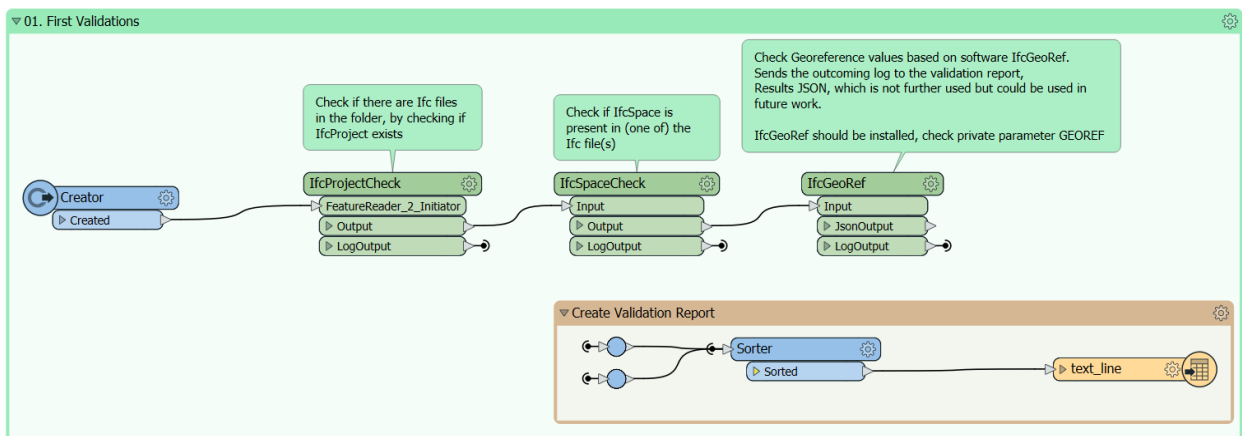 01. First Validations
Check Georeference values based on software IfcGeoRef.
Sends the outcoming log to the validation report,
Results JSON, which is not further used but could be used in
future work.
IfcGeoRef should be installed, check private parameter GEOREF
Check if there are Ifc files
in the folder, by checking if
IfcProject exists
Check if IfcSpace is
present in (one of) the
Ifc file(s)
Creator
Created
IfcProjectCheck
FeatureReader_2_Initiator
Output
LogOutput
IfcSpaceCheck
Input
Output
LogOutput
IfcGeoRef
Input
JsonOutput
LogOutput
Create Validation Report
Sorter
Sorted
text_line